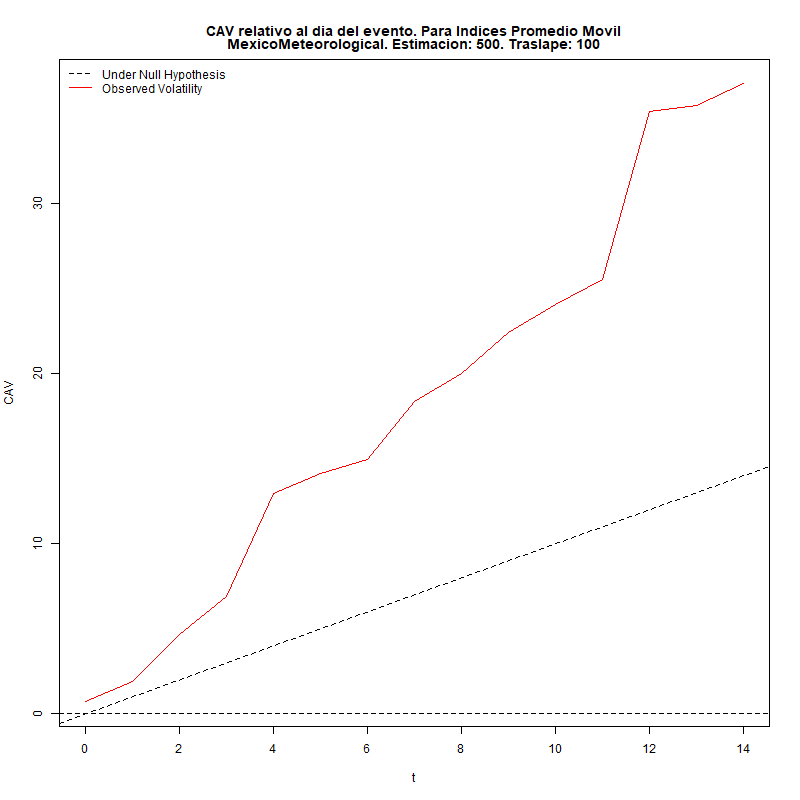 CAV relativo al dia del evento. Para Indices Promedio Movil
MexicoMeteorological. Estimacion: 500. Traslape: 100
Under Null Hypothesis
Observed Volatility
30
20
10
0
CAV
0 2 4 6 8 10 12 14
t